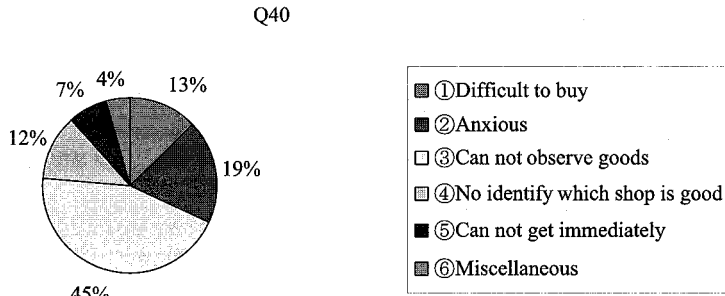 Q40
4%
7%
13%
12%
19%
45%
①Difficult to buy
②Anxious
③Can not observe goods
④No identify which shop is good
⑤Can not get immediately
⑥Miscellaneous